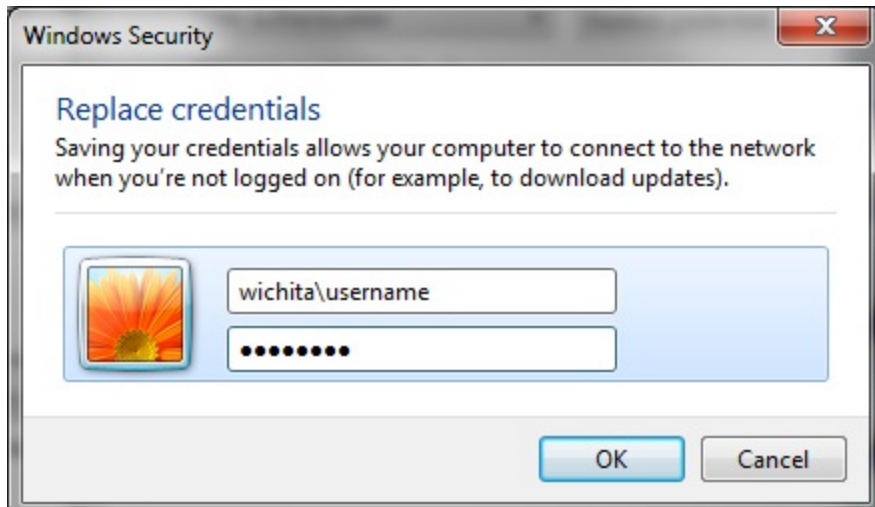 Windows Security
Replace credentials
Saving your credentials allows your computer to connect to the network
when you're not logged on (for example, to download updates).
wichita\username
●●●●●●●●
OK
Cancel